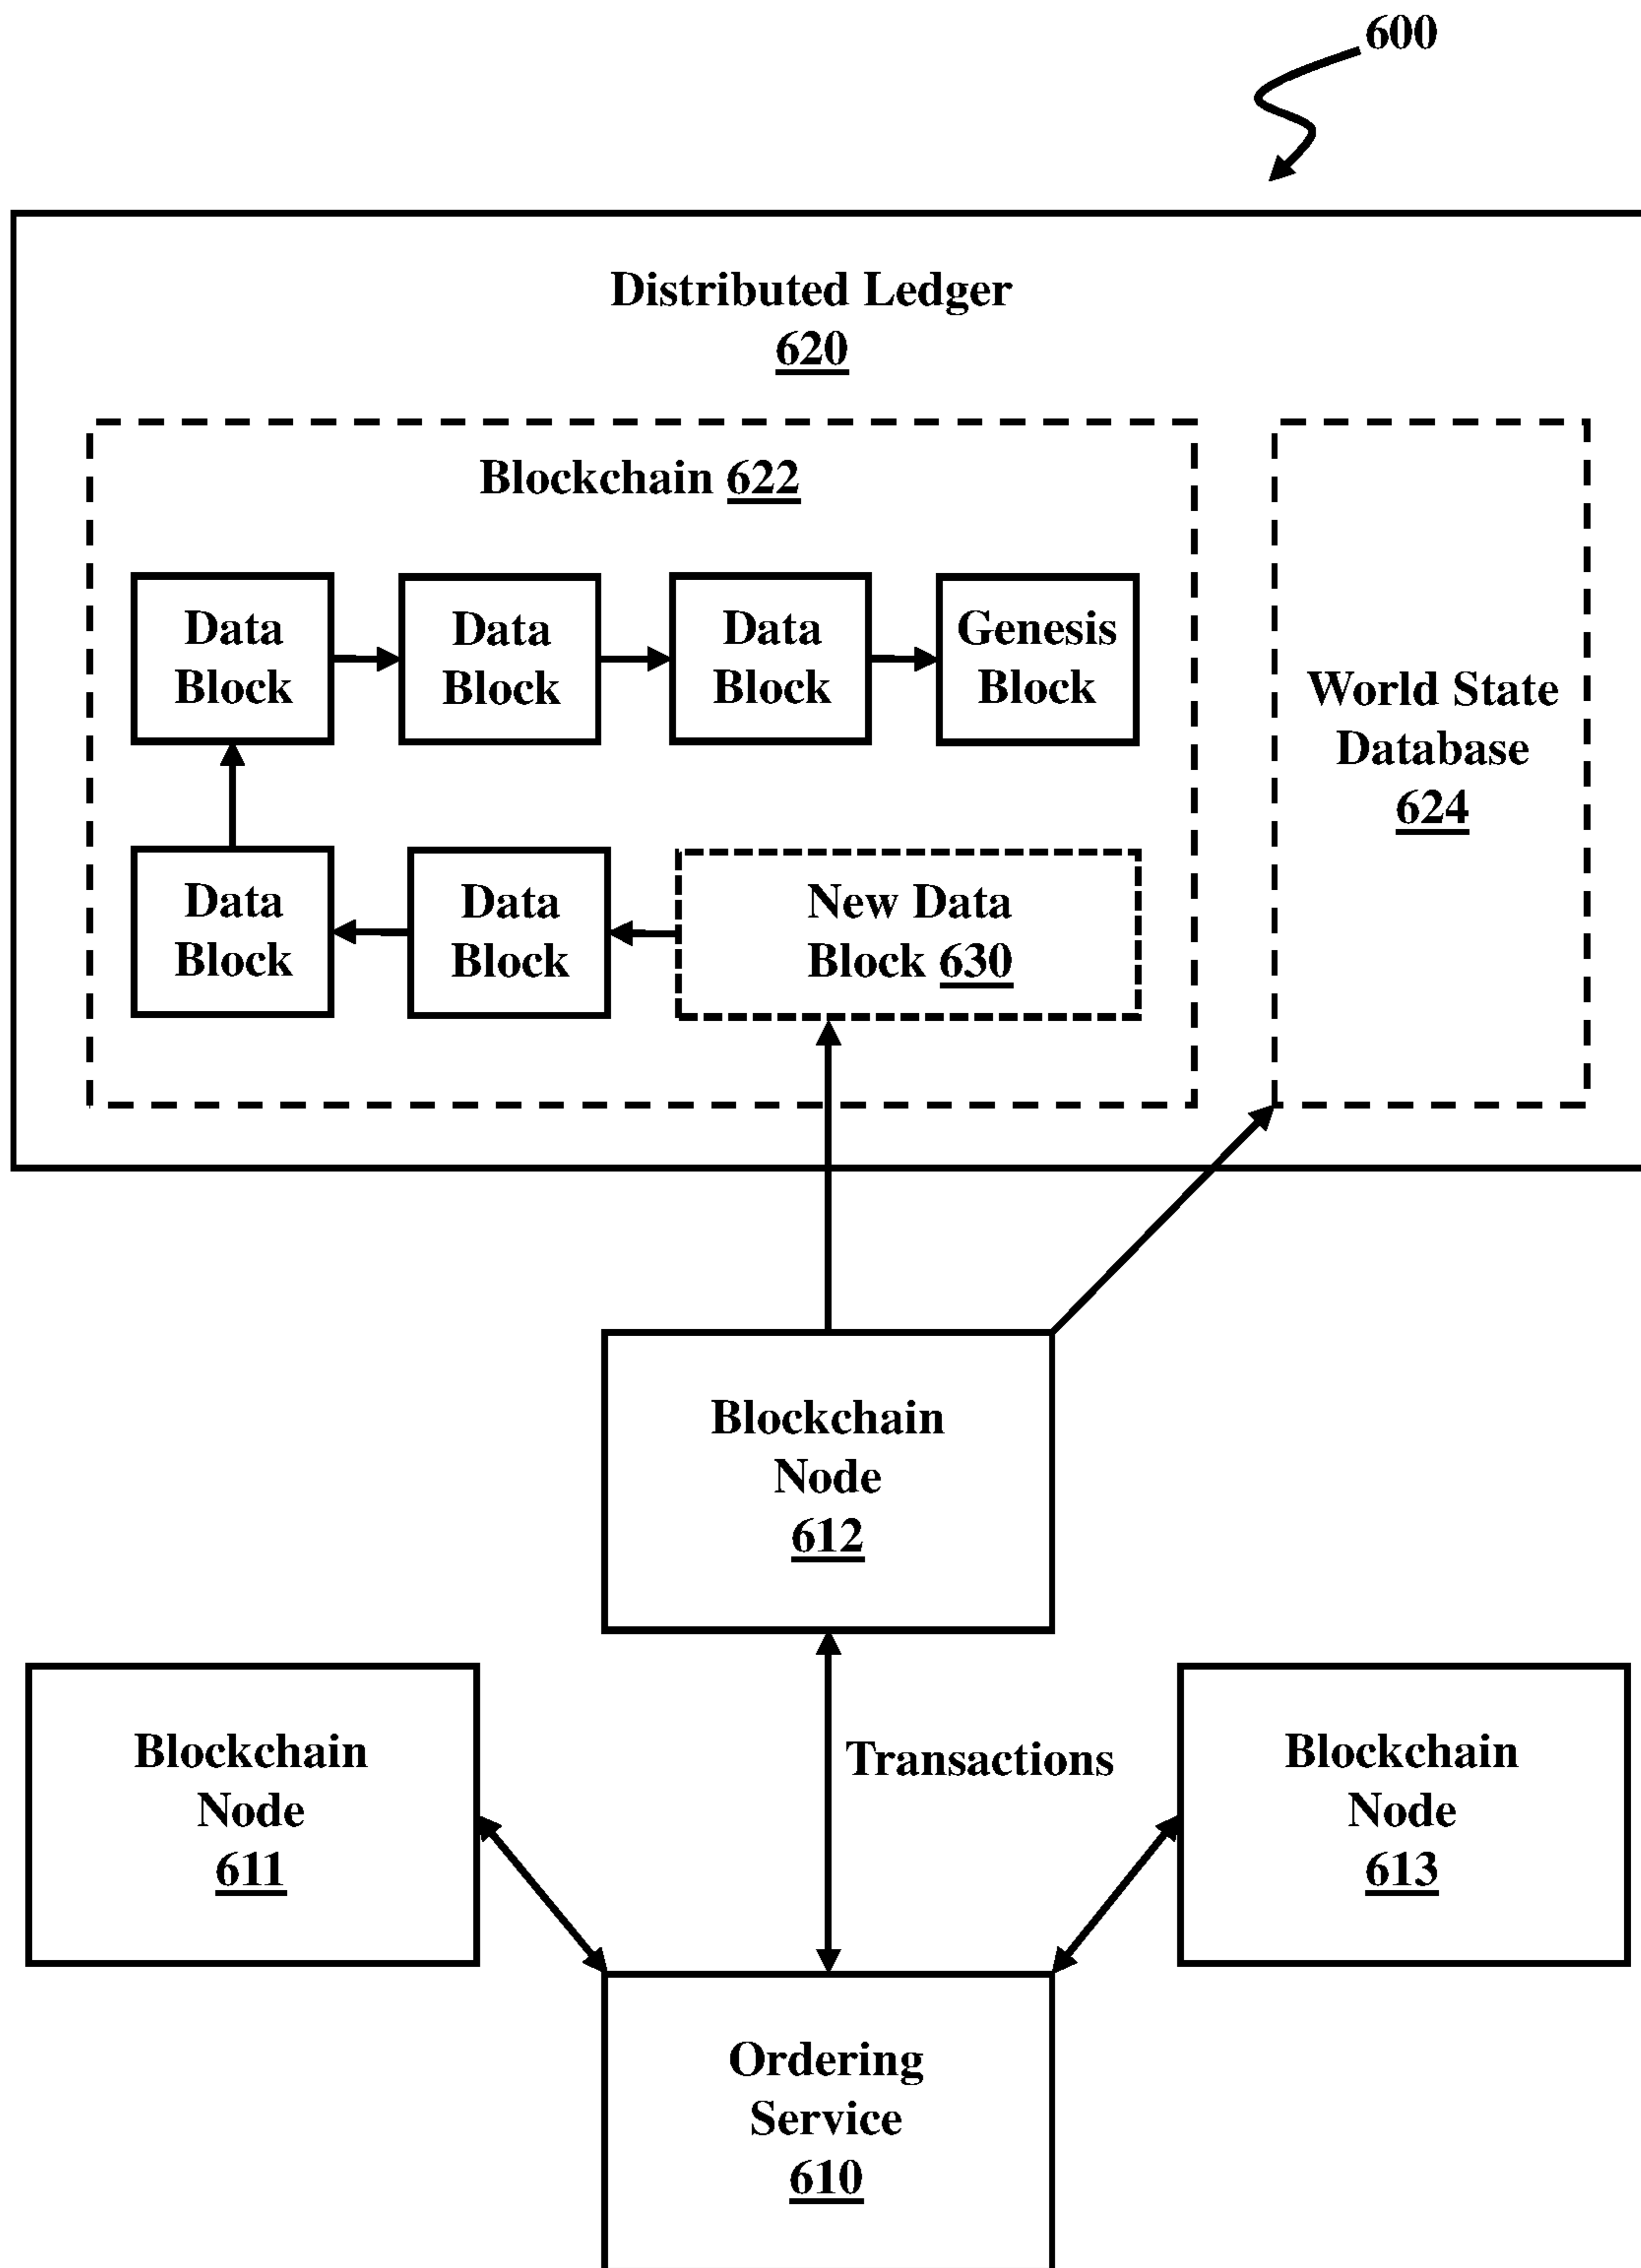 600
Distributed Ledger
620
Blockchain 622
Data
Block
Data
Block
Data
Block
Genesis
Block
World State
Database
624
Data
Block
Data
Block
New Data
Block 630
Blockchain
Node
612
Blockchain
Node
611
Transactions
Blockchain
Node
613
Ordering
Service
610